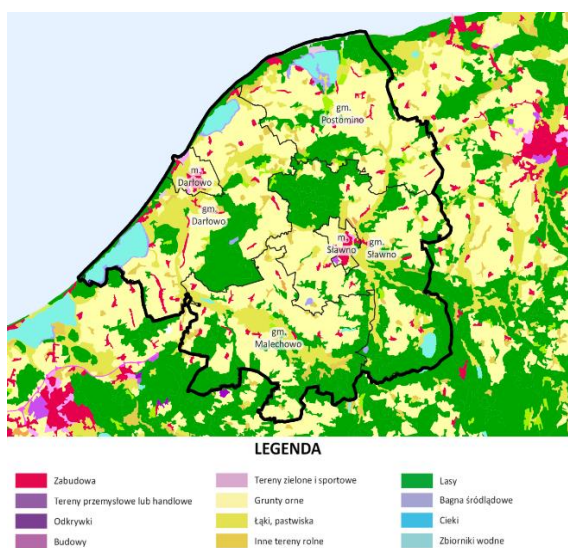 gm.
Postomino
m.
Darłowo
gm.
Darłowo
m.
Sławno
gm.
Sławno
gm.
Malechowo
LEGENDA
Zabudowa
Tereny przemysłowe lub handlowe
Odkrywki
Budowy
Tereny zielone i sportowe
Grunty orne
Łąki, pastwiska
Inne tereny rolne
Lasy
Bagna śródlądowe
Cieki
Zbiorniki wodne